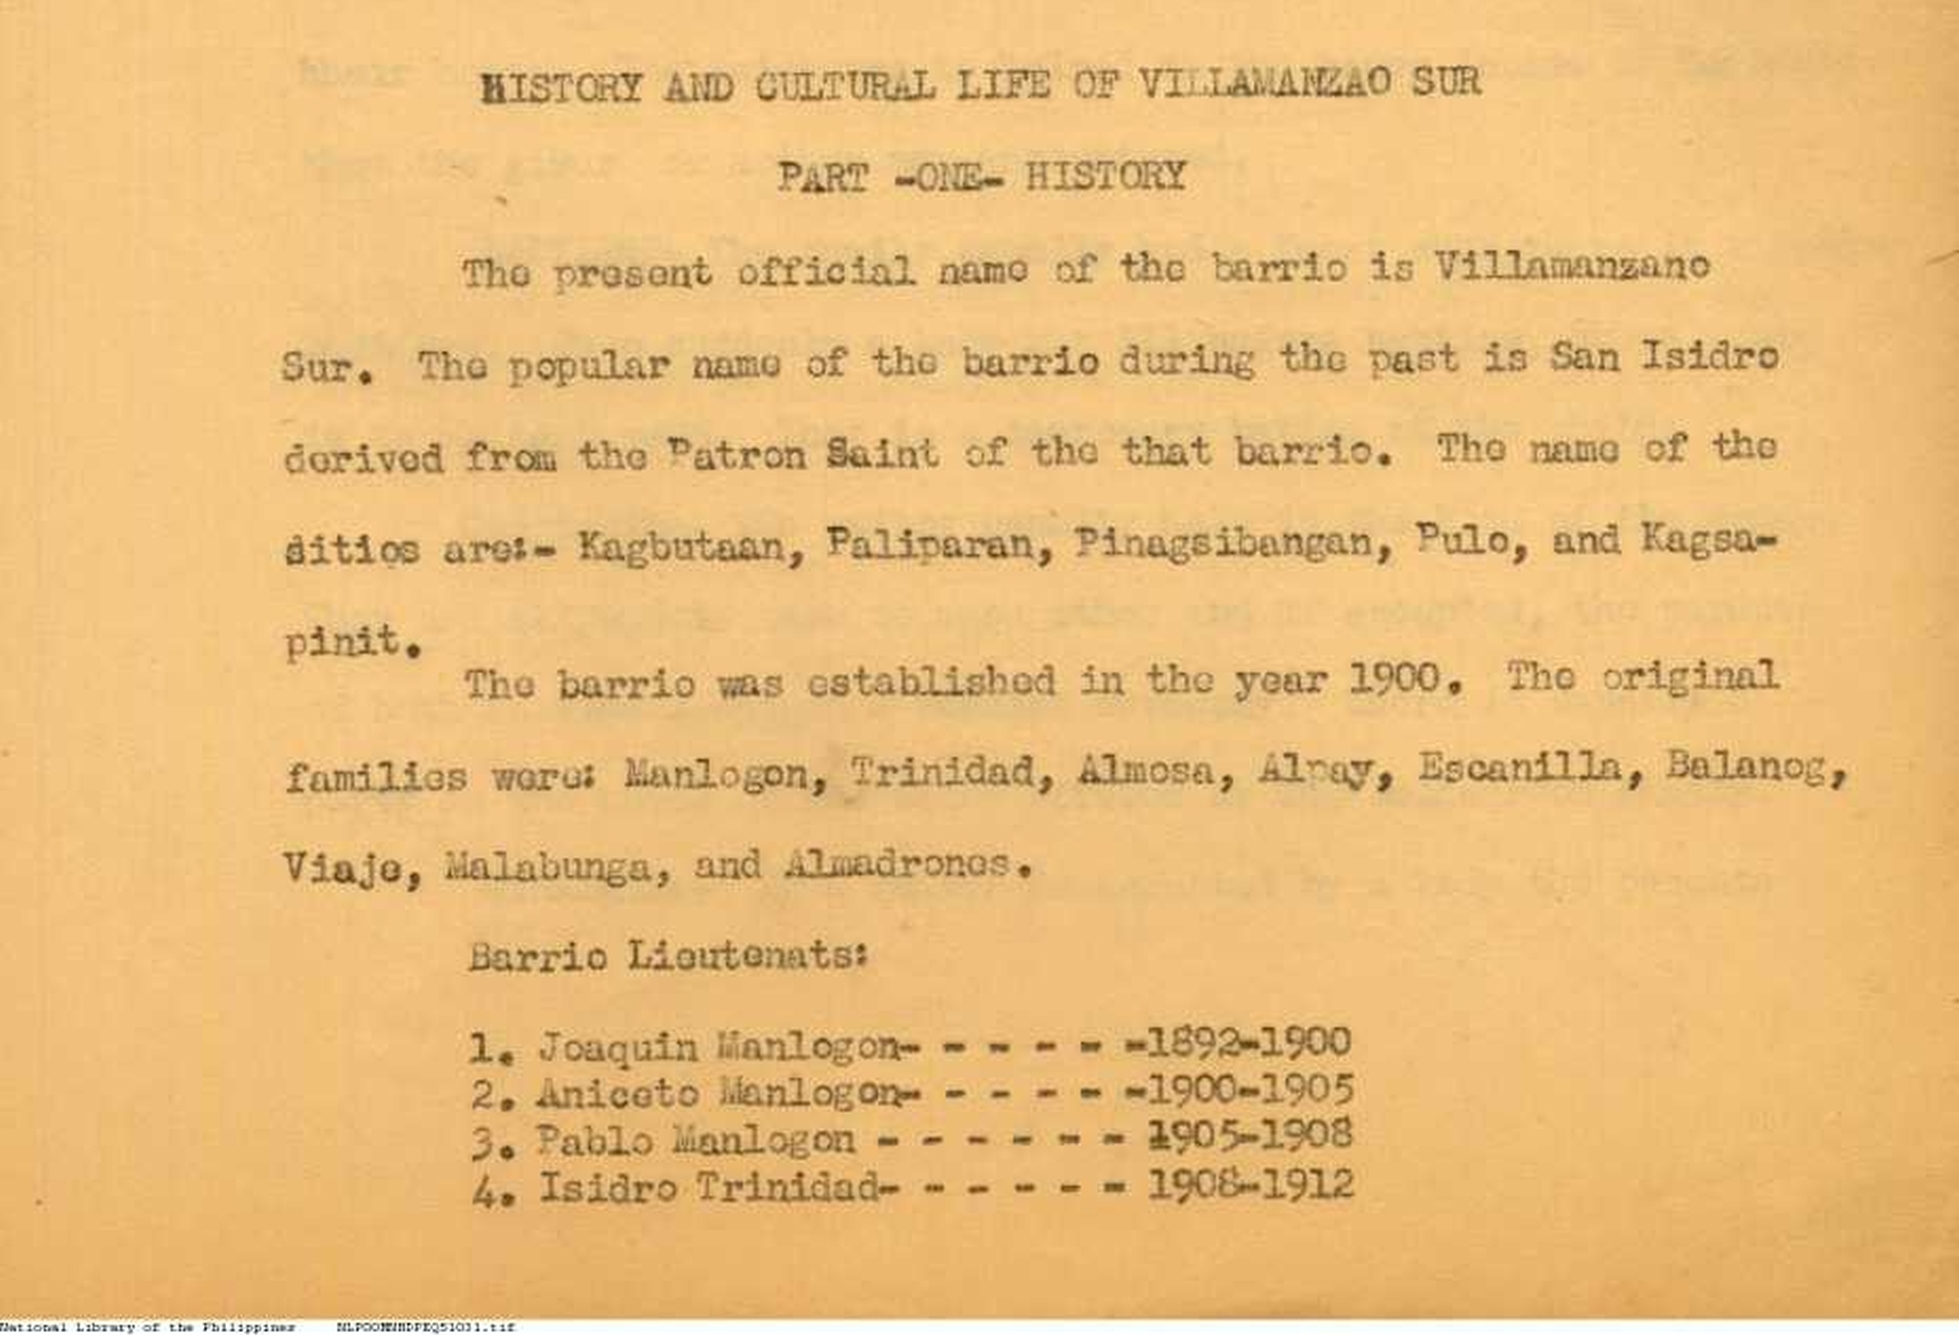 HISTORY AND CULTURAL LIFE OF VILLAMANZAO SUR
PART -ONE- HISTORY
The present official name of the barrio is Villamanzano
Sur. The popular name of the barrio during the past is San Isidro
derived from the Patron Saint of the that barrio. The name of the
sitios are:- Kagbutaan, Paliparan, Pinagsibangan, Pulo, and Kagsa-
pinit.
The barrio was established in the year 1900. The original
families were: Manlogon, Trinidad, Almosa, Alpay, Escanilla, Balanog,
Viaje, Malabunga, and Almadrones.
Barrio Lieutenats:
1. Joaquin Manlogon- - - - - -1892-1900
2. Aniceto Manlogon- - - - - -1900-1905
3. Pablo Manlogon - - - - - - 1905-1908
4. Isidro Trinidad- - - - - - 1908-1912
National Library of the Philippines